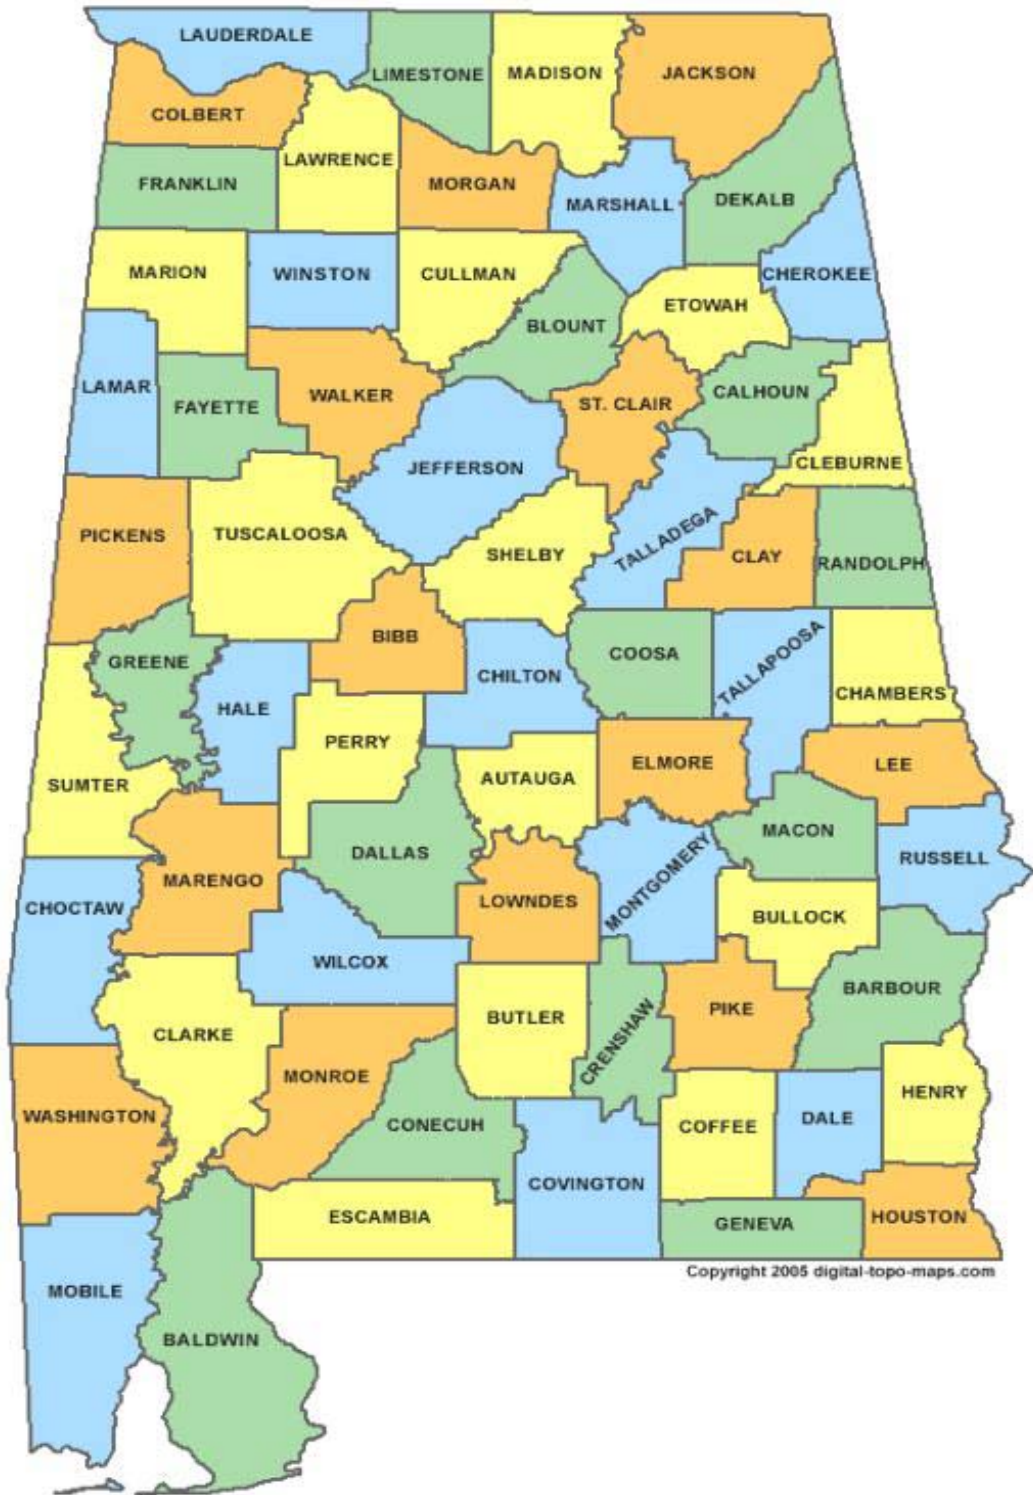 LAUDERDALE
LIMESTONE
MADISON
JACKSON
COLBERT
LAWRENCE
FRANKLIN
MORGAN
MARSHALL
DEKALB
MARION
WINSTON
CULLMAN
CHEROKEE
ETOWAH
BLOUNT
LAMAR
FAYETTE
WALKER
ST. CLAIR
CALHOUN
JEFFERSON
CLEBURNE
PICKENS
TUSCALOOSA
SHELBY
TALLADEGA
CLAY
RANDOLPH
BIBB
GREENE
HALE
CHILTON
COOSA
TALLAPOOSA
CHAMBERS
PERRY
SUMTER
AUTAUGA
ELMORE
LEE
DALLAS
MACON
RUSSELL
MARENGO
CHOCTAW
LOWNDES
MONTGOMERY
BULLOCK
WILCOX
BARBOUR
CLARKE
BUTLER
CRENSHAW
PIKE
MONROE
WASHINGTON
CONECUH
COFFEE
DALE
HENRY
COVINGTON
ESCAMBIA
GENEVA
HOUSTON
Copyright 2005 digital-topo-maps.com
MOBILE
BALDWIN